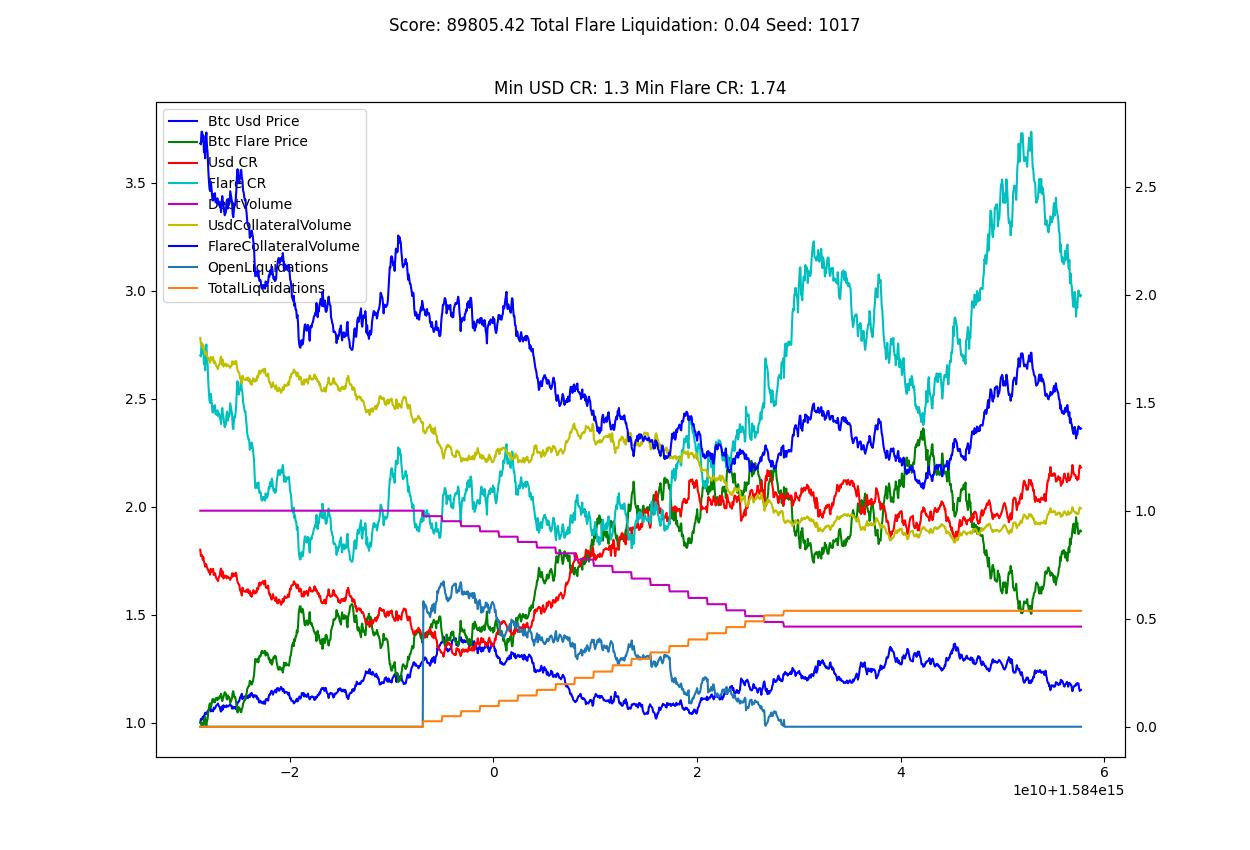 Score: 89805.42 Total Flare Liquidation: 0.04 Seed: 1017
Min USD CR: 1.3 Min Flare CR: 1.74
Btc Usd Price
Btc Flare Price
Usd CR
Flare CR
DebtVolume
UsdCollateralVolume
FlareCollateralVolume
OpenLiquidations
TotalLiquidations
3.5
3.0
2.5
2.0
1.5
1.0
2.5
2.0
1.5
1.0
0.5
0.0
−2 0 2 4 6
1e10+1.584e15